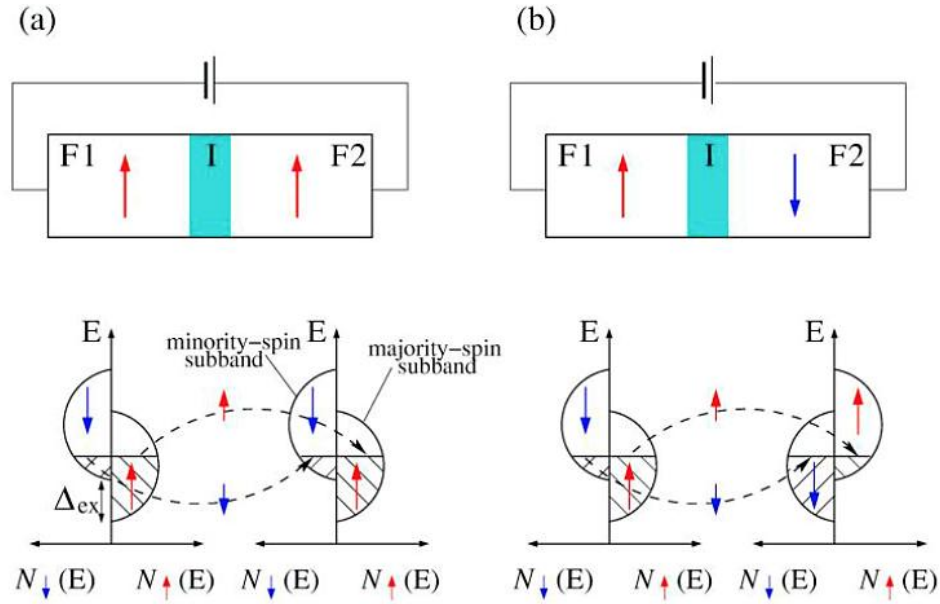 (a)
(b)
F1 I F2
F1 I F2
E
minority-spin
subband
E
majority-spin
subband
E
E
Δex
N↓(E) N↑(E) N↓(E) N↑(E)
N↓(E) N↑(E) N↓(E) N↑(E)